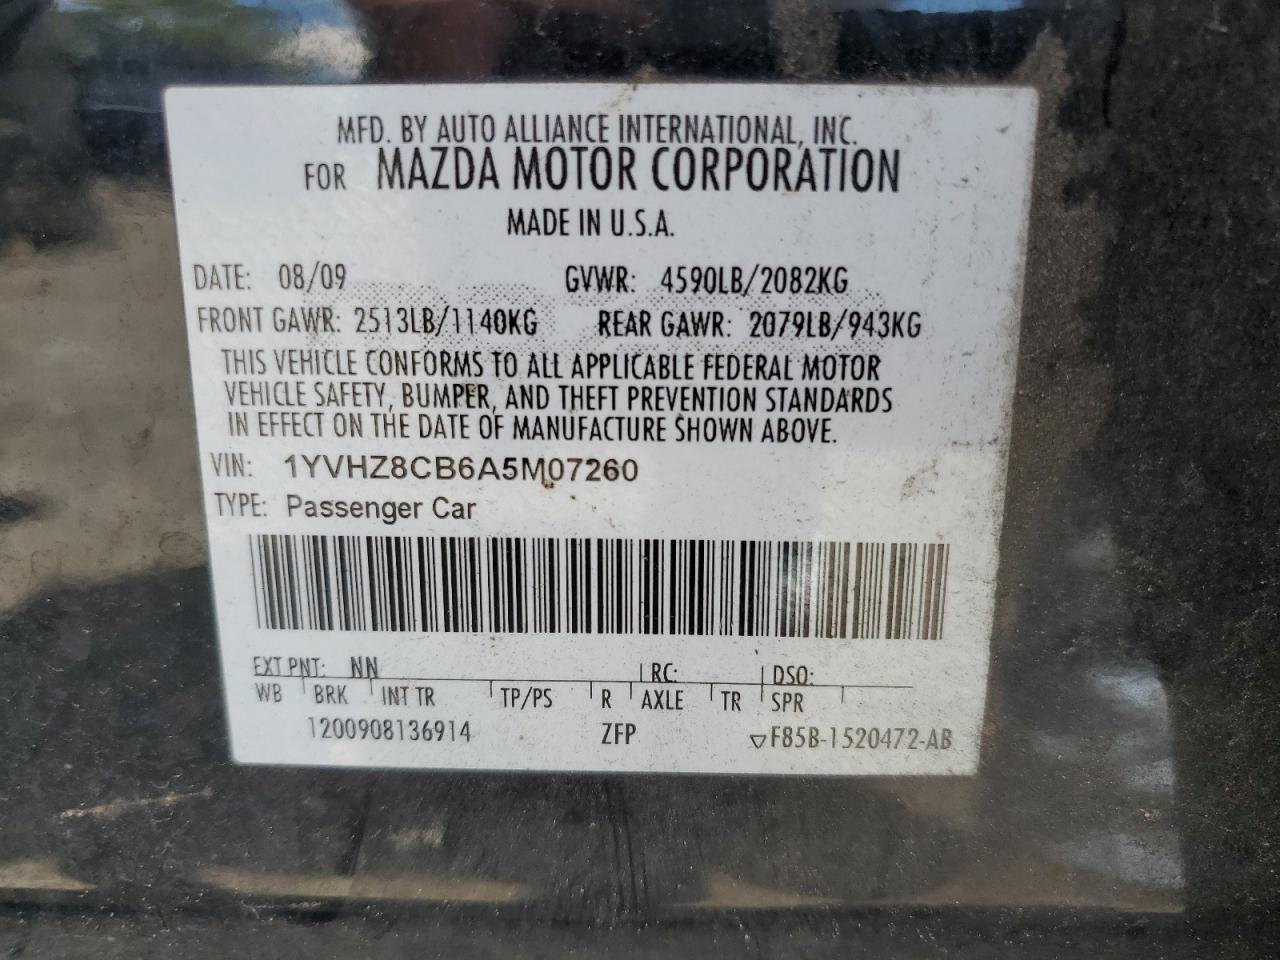 MFD. BY AUTO ALLIANCE INTERNATIONAL, INC.
FOR MAZDA MOTOR CORPORATION
MADE IN U.S.A.
DATE: 08/09 GVWR: 4590LB/2082KG
FRONT GAWR: 2513LB/1140KG REAR GAWR: 2079LB/943KG
THIS VEHICLE CONFORMS TO ALL APPLICABLE FEDERAL MOTOR
VEHICLE SAFETY, BUMPER, AND THEFT PREVENTION STANDARDS
IN EFFECT ON THE DATE OF MANUFACTURE SHOWN ABOVE.
VIN: 1YVHZ8CB6A5M07260
TYPE: Passenger Car
EXT PNT: NN RC: DSO:
WB BRK INT TR TP/PS R AXLE TR SPR
1200908136914 ZFP ▽F85B-1520472-AB